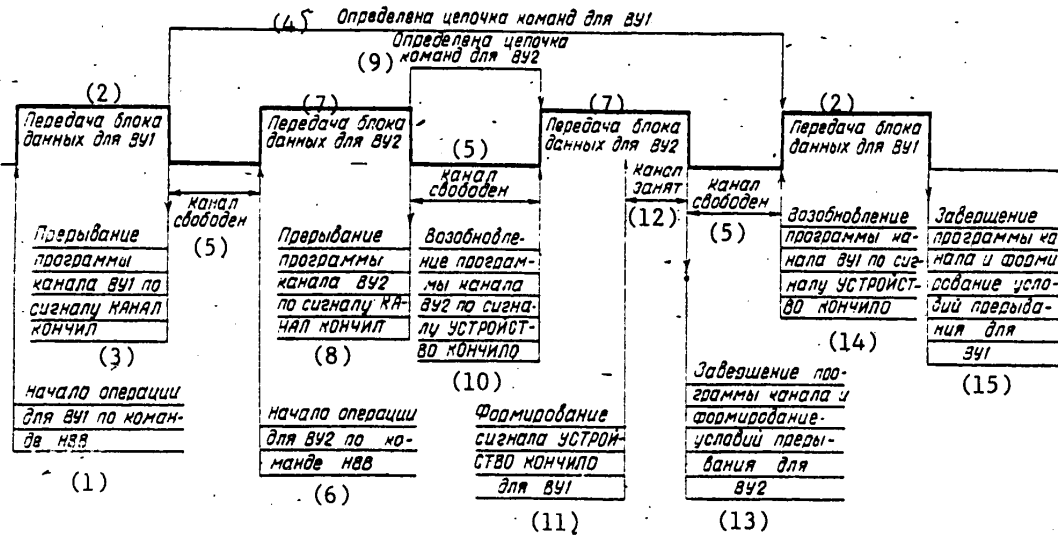 (4) Определена цепочка команд для ВУ1
(9) Определена цепочка
команд для ВУ2
(2)
Передача блока
данных для ВУ1
(7)
Передача блока
данных для ВУ2
(7)
Передача блока
данных для ВУ2
(2)
Передача блока
данных для ВУ1
Канал
свободен
(5)
(5)
Канал
свободен
Канал
занят
(12)
Канал
свободен
(5)
Прерывание
программы
канала ВУ1 по
сигналу КАНАЛ
КОНЧИЛ
(3)
Прерывание
программы
канала ВУ2
по сигналу КА-
НАЛ КОНЧИЛ
(8)
Возобновле-
ние програм-
мы канала
ВУ2 по сигна-
лу УСТРОЙСТ-
ВО КОНЧИЛО
(10)
Возобновление
программы ка-
нала ВУ1 по сиг-
налу УСТРОЙСТ-
ВО КОНЧИЛО
(14)
Завершение
программы ка
нала и форми
рование усло-
вий прерыва-
ния для
ВУ1
(15)
Начало операции
для ВУ1 по коман-
де НВВ
(1)
Начало операции
для ВУ2 по ко-
манде НВВ
(6)
Формирование
сигнала УСТРОЙ-
СТВО КОНЧИЛО
для ВУ1
(11)
Завершение про-
граммы канала и
формирование
условий преры-
вания для
ВУ2
(13)